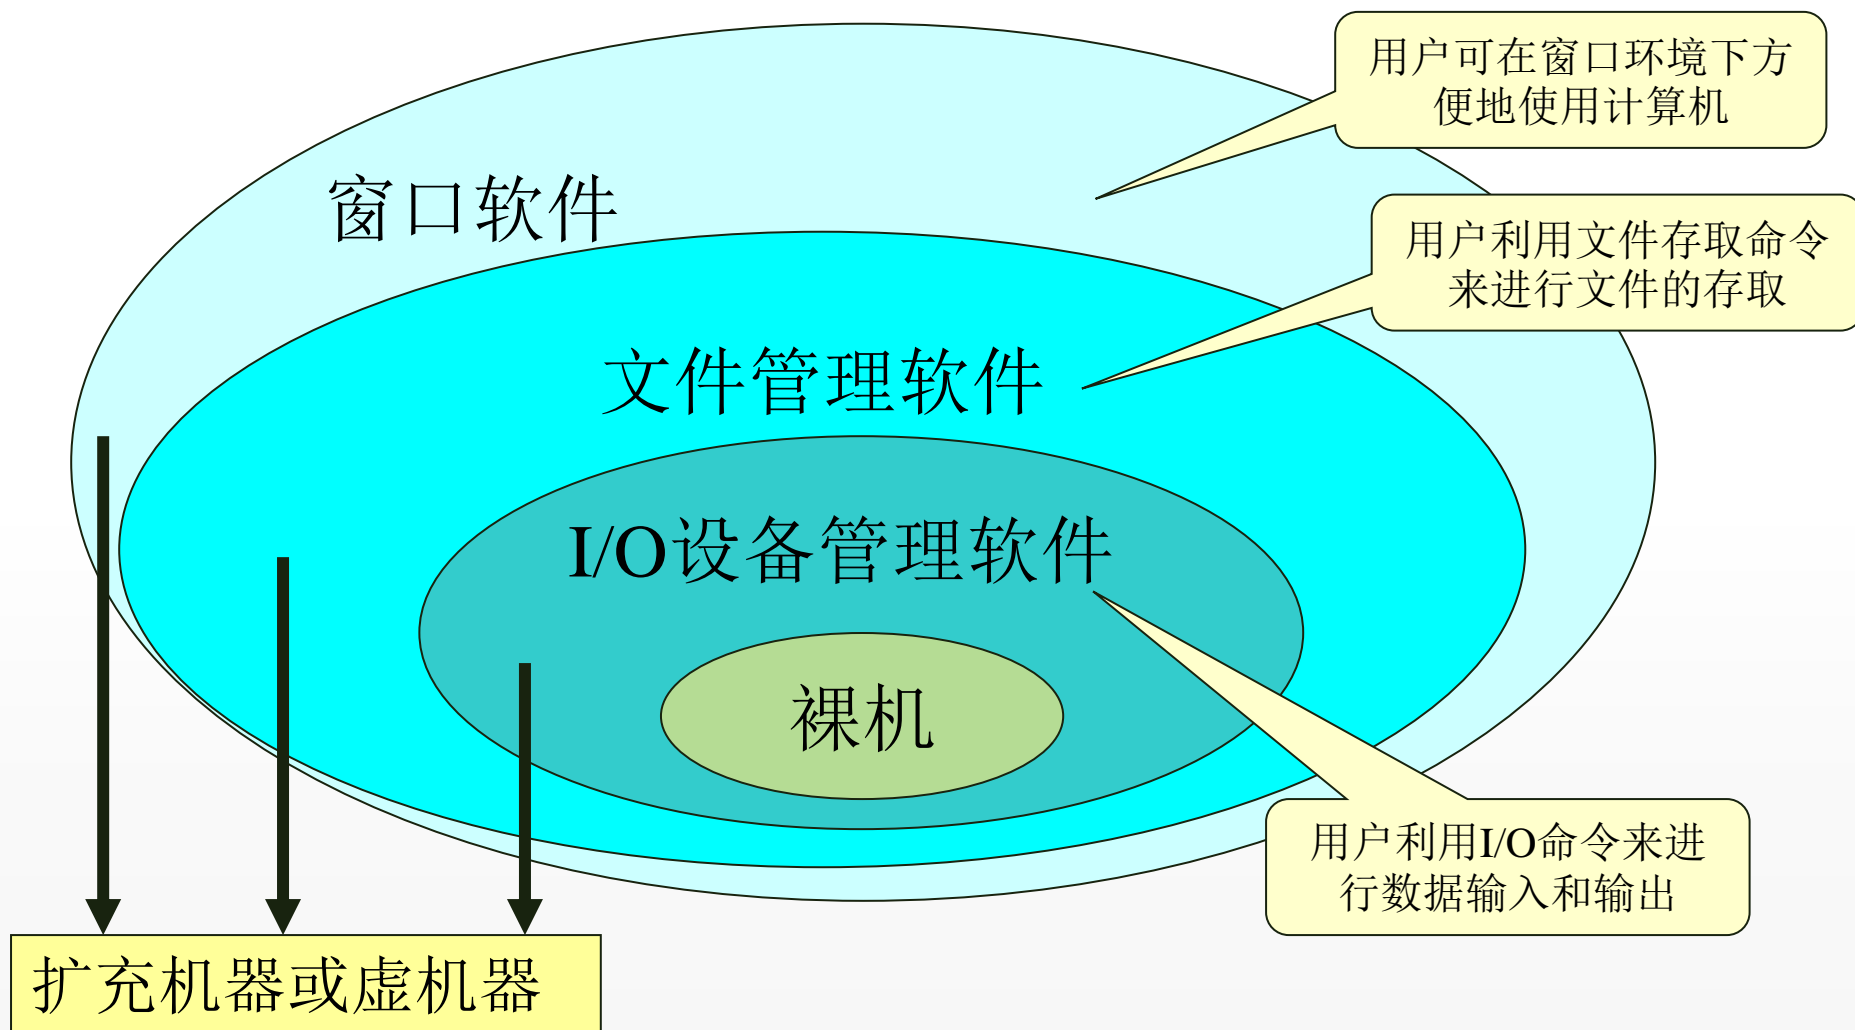 用户可在窗口环境下方
便地使用计算机
窗口软件
用户利用文件存取命令
来进行文件的存取
文件管理软件
I/O设备管理软件
裸机
用户利用I/O命令来进
行数据输入和输出
扩充机器或虚机器